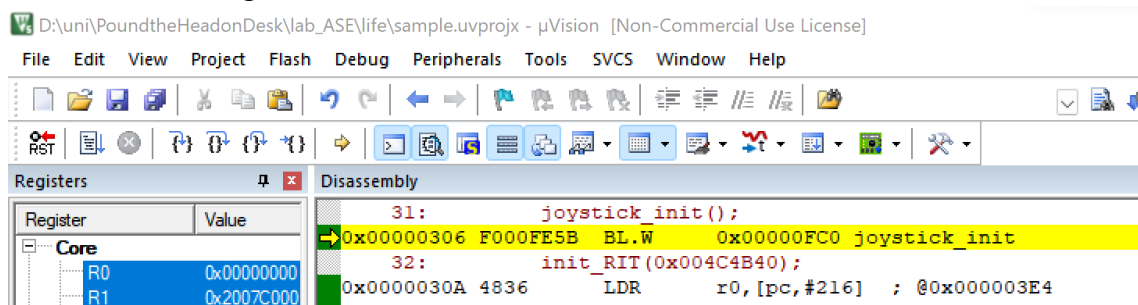 D:\uni\PoundtheHeadonDesk\lab_ASE\life\sample.uvprojx - µVision [Non-Commercial Use License]
File Edit View Project Flash Debug Peripherals Tools SVCS Window Help
RST
Registers
Disassembly
Register Value
Core
R0 0x00000000
R1 0x2007C000
31: joystick_init();
0x00000306 F000FE5B BL.W 0x00000FC0 joystick_init
32: init_RIT(0x004C4B40);
0x0000030A 4836 LDR r0,[pc,#216] ; @0x000003E4